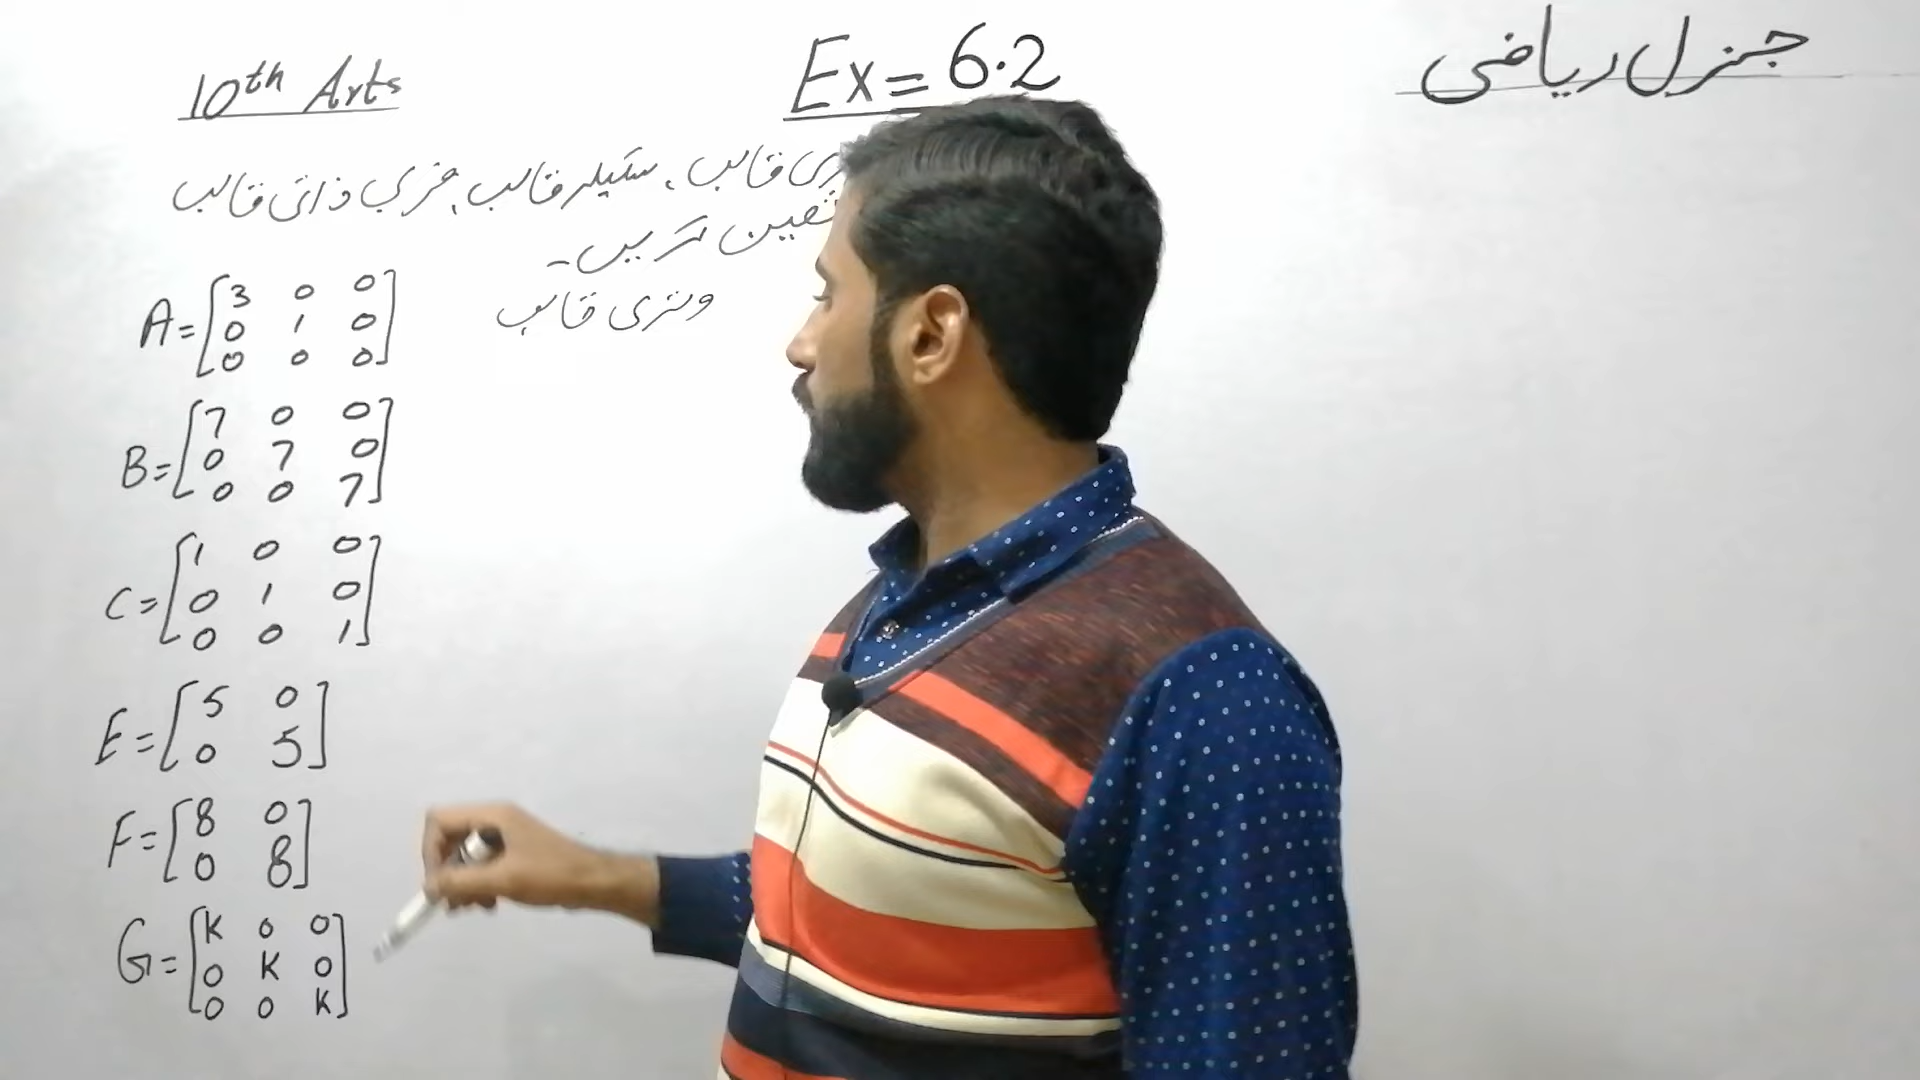 10th Arts
Ex = 6.2
جنرل ریاضی
قالب، سکیلر قالب، ضربی ذاتی قالب
کریں۔
وتری قالب
A = [3 0 0
0 1 0
0 0 0]
B = [7 0 0
0 7 0
0 0 7]
C = [1 0 0
0 1 0
0 0 1]
E = [5 0
0 5]
F = [8 0
0 8]
G = [K 0 0
0 K 0
0 0 K]